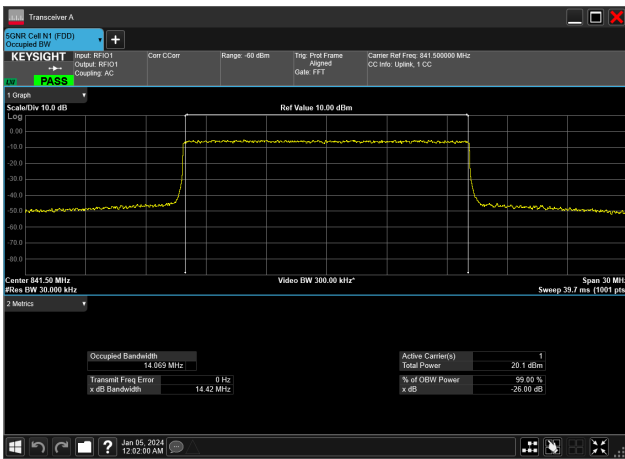 Transceiver A
5GNR Cell N1 (FDD)
Occupied BW
KEYSIGHT
LXI
PASS
Input: RFIO1
Output: RFIO1
Coupling: AC
Corr CCorr
Range: -60 dBm
Trig: Prot Frame
Aligned
Gate: FFT
Carrier Ref Freq: 841.500000 MHz
CC Info: Uplink, 1 CC
1 Graph
Scale/Div 10.0 dB
Ref Value 10.00 dBm
Log
0.00
-10.0
-20.0
-30.0
-40.0
-50.0
-60.0
-70.0
-80.0
Center 841.50 MHz
Video BW 300.00 kHz*
Span 30 MHz
#Res BW 30.000 kHz
Sweep 39.7 ms (1001 pts
2 Metrics
Occupied Bandwidth
14.069 MHz
Transmit Freq Error 0 Hz
x dB Bandwidth 14.42 MHz
Active Carrier(s) 1
Total Power 20.1 dBm
% of OBW Power 99.00 %
x dB -26.00 dB
Jan 05, 2024
12:02:00 AM